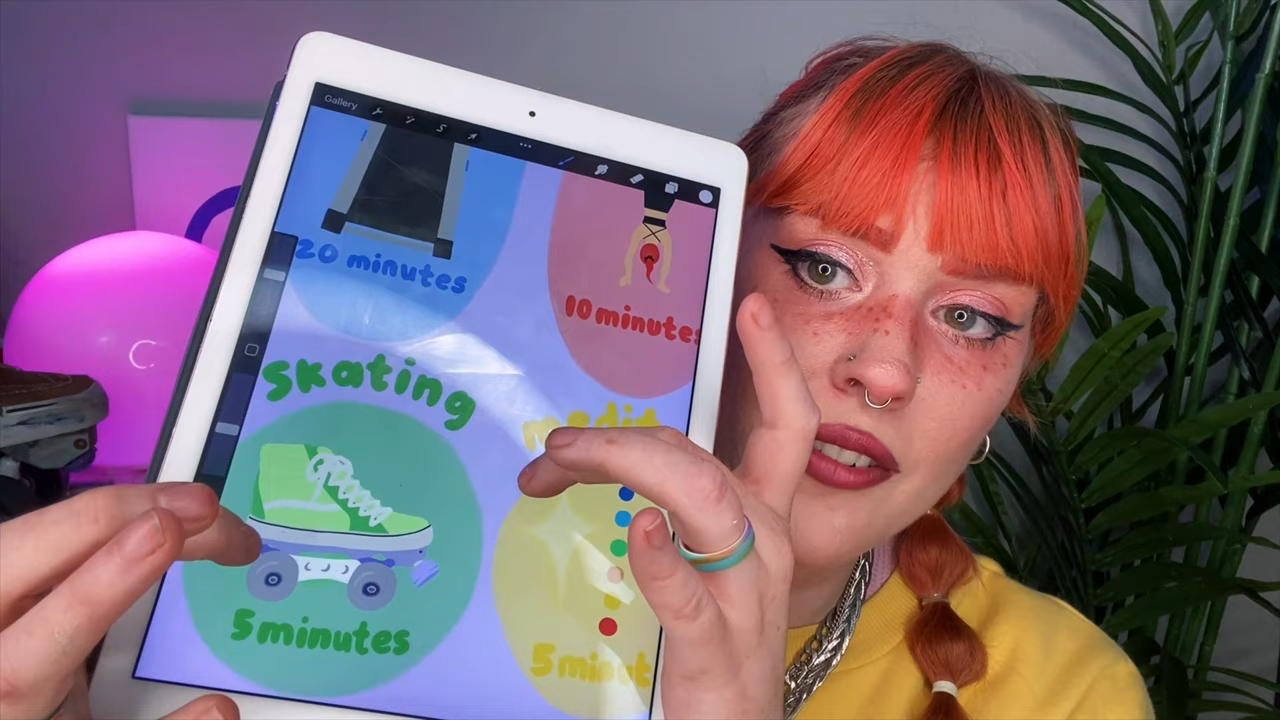 Gallery
20 minutes
10 minutes
skating
5 minutes